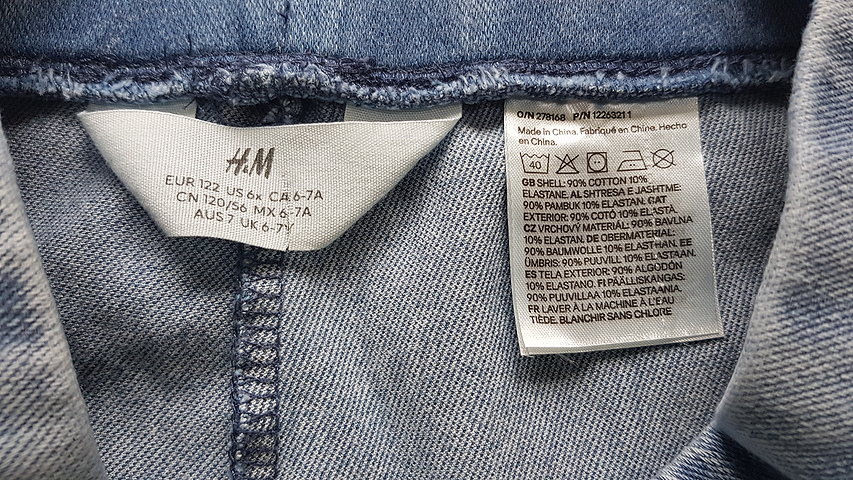 H&M
EUR 122 US 6x CA 6-7A
CN 120/56 MX 6-7A
AUS 7 UK 6-7Y
O/N 278168 P/N 12263211
Made in China. Fabriqué en Chine. Hecho
en China.
40
GB SHELL: 90% COTTON 10%
ELASTANE. AL SHTRESA E JASHTME:
90% PAMBUK 10% ELASTAN. CAT
EXTERIOR: 90% COTÓ 10% ELASTÀ.
CZ VRCHOVÝ MATERIÁL: 90% BAVLNA
10% ELASTAN. DE OBERMATERIAL:
90% BAUMWOLLE 10% ELASTHAN. EE
ÜMBRIS: 90% PUUVILL 10% ELASTAAN.
ES TELA EXTERIOR: 90% ALGODÓN
10% ELASTANO. FI PÄÄLLISKANGAS:
90% PUUVILLAA 10% ELASTAANIA.
FR LAVER À LA MACHINE À L'EAU
TIÈDE. BLANCHIR SANS CHLORE